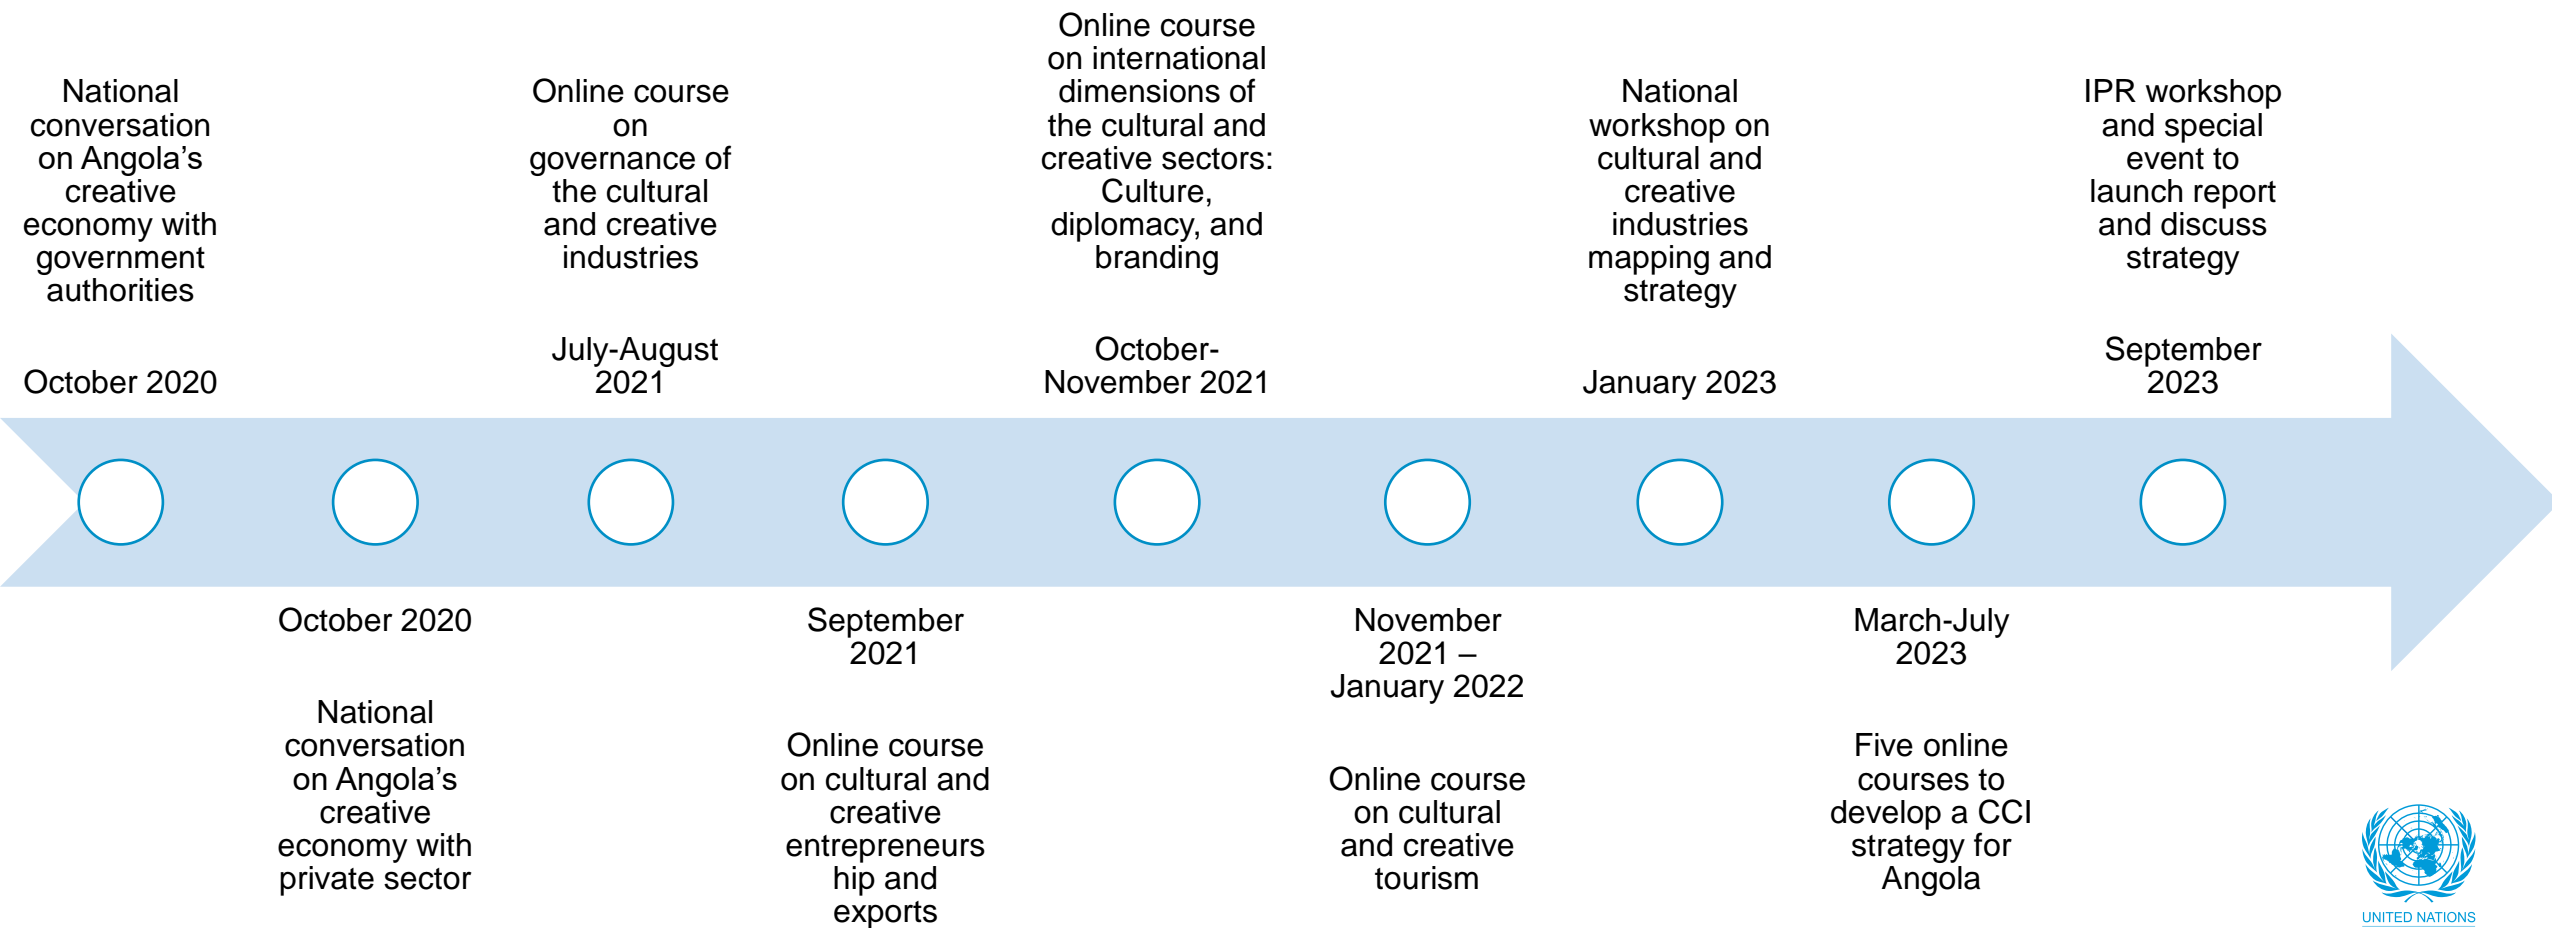 National
conversation
on Angola’s
creative
economy with
government
authorities
October 2020
October 2020
National
conversation
on Angola’s
creative
economy with
private sector
Online course
on
governance of
the cultural
and creative
industries
July-August
2021
September
2021
Online course
on cultural and
creative
entrepreneurs
hip and
exports
Online course
on international
dimensions of
the cultural and
creative sectors:
Culture,
diplomacy, and
branding
October-
November 2021
November
2021 –
January 2022
Online course
on cultural
and creative
tourism
National
workshop on
cultural and
creative
industries
mapping and
strategy
January 2023
March-July
2023
Five online
courses to
develop a CCI
strategy for
Angola
IPR workshop
and special
event to
launch report
and discuss
strategy
September
2023
UNITED NATIONS